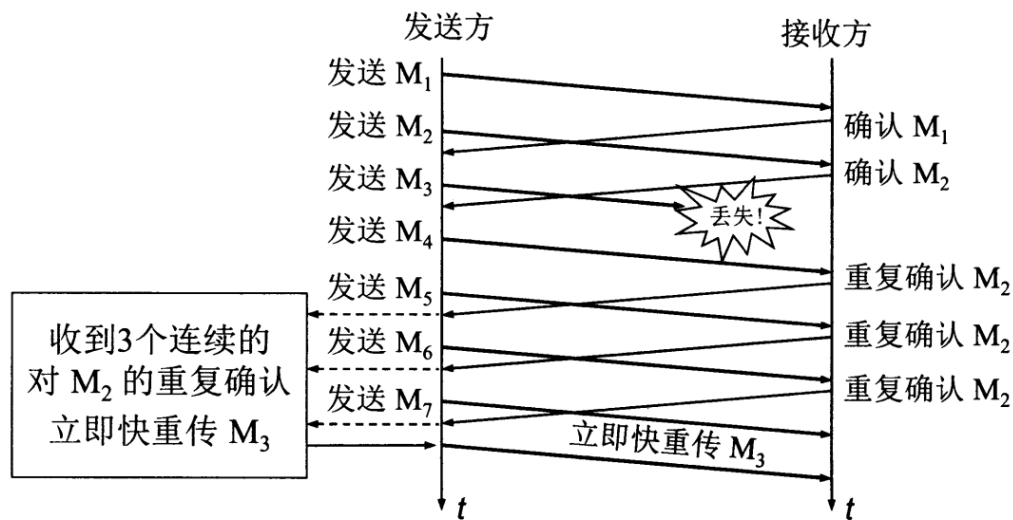 发送方
接收方
发送 M₁
发送 M₂
确认 M₁
发送 M₃
确认 M₂
丢失!
发送 M₄
重复确认 M₂
发送 M₅
收到3个连续的
对 M₂ 的重复确认
立即快重传 M₃
重复确认 M₂
发送 M₆
重复确认 M₂
发送 M₇
立即快重传 M₃
t
t